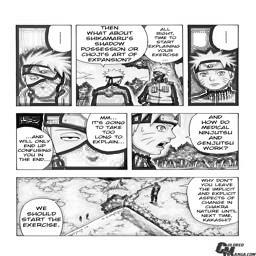 ALL
RIGHT,
TIME TO
START
EXPLAINING
YOUR
EXERCISE
THEN
WHAT ABOUT
SHIKAMARU'S
SHADOW
POSSESSION OR
CHOJI'S ART OF
EXPANSION?
AND
HOW DO
MEDICAL
NINJUTSU
AND
GENJUTSU
WORK?
MM...
IT'S GOING
TO TAKE
TOO LONG
TO EXPLAIN...
...AND
WILL ONLY
END UP
CONFUSING
YOU IN
THE END...
WHY DON'T
YOU LEAVE
THE IMPLICIT
AND EXPLICIT
ASPECTS OF
CHANGE IN
CHAKRA
NATURE UNTIL
NEXT TIME,
KAKASHI?
WE
SHOULD
START THE
EXERCISE.
COLORED
MANGA.COM